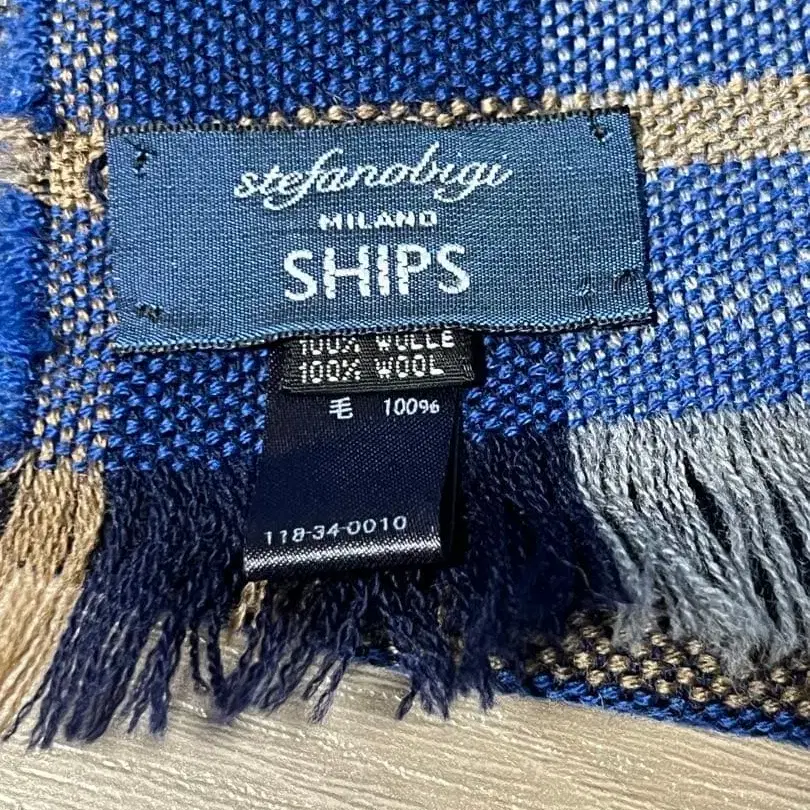 stefanobigi
MILANO
SHIPS
100% WOLLE
100% WOOL
毛 100%
118-34-0010